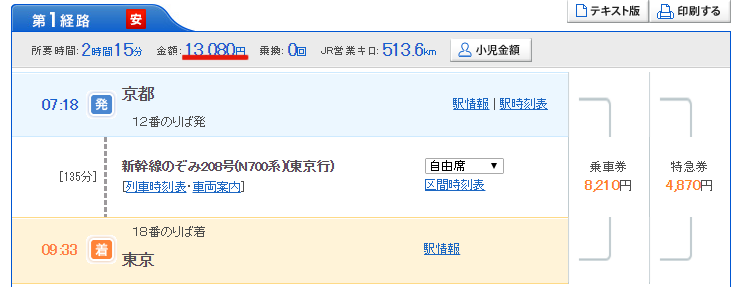 第1経路 安
テキスト版 印刷する
所要時間:2時間15分 金額:13,080円 乗換:0回 JR営業キロ:513.6km 小児金額
07:18 発 京都 駅情報 | 駅時刻表
12番のりば発
[135分] 新幹線のぞみ208号(N700系)(東京行) 自由席 ▼
[列車時刻表・車両案内] 区間時刻表
乗車券 特急券
8,210円 4,870円
18番のりば着
09:33 着 東京 駅情報